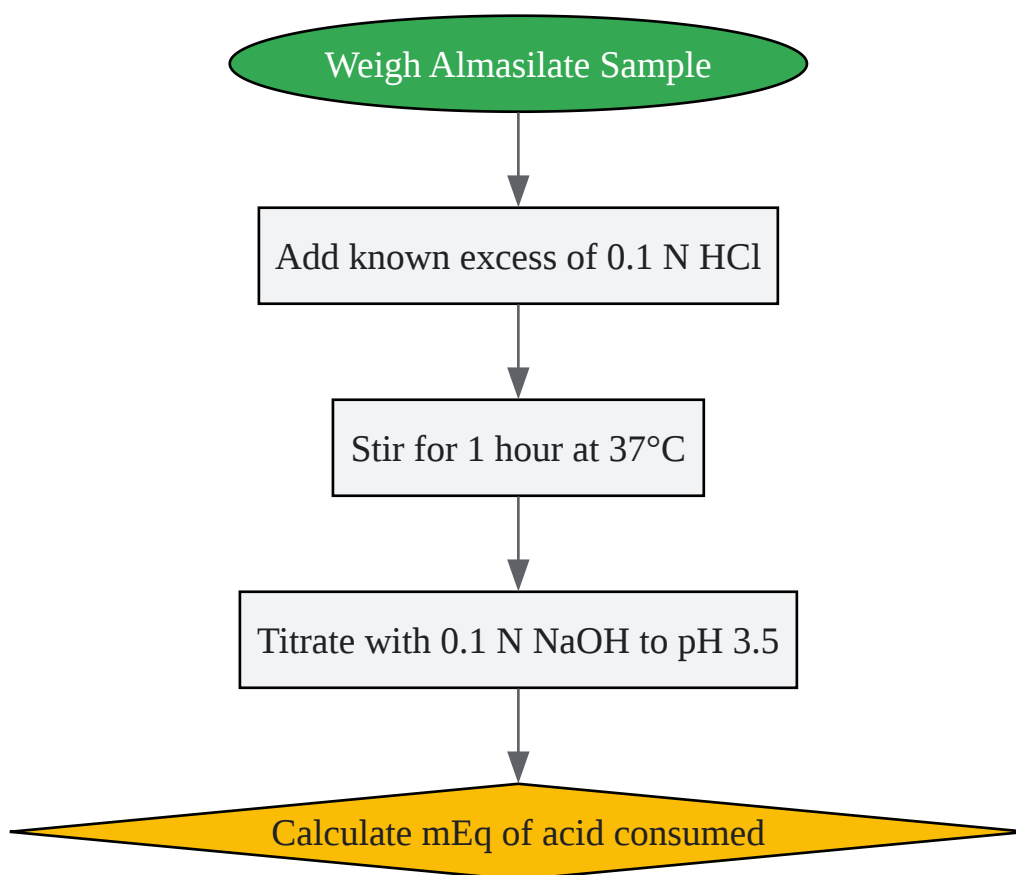 Weigh Almasilate Sample
Add known excess of 0.1 N HCl
Stir for 1 hour at 37°C
Titrate with 0.1 N NaOH to pH 3.5
Calculate mEq of acid consumed